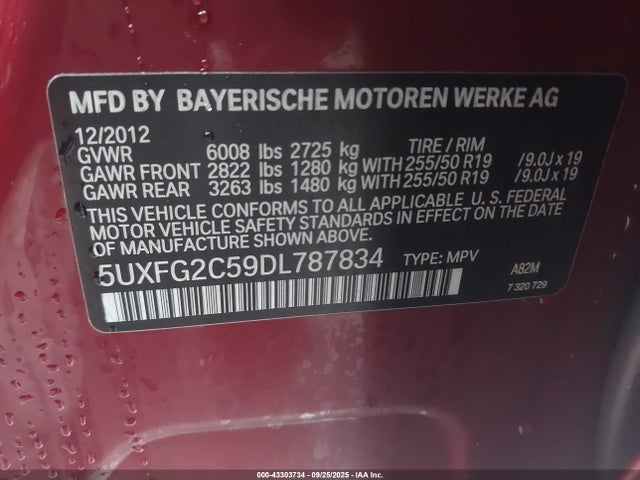 MFD BY BAYERISCHE MOTOREN WERKE AG
12/2012 TIRE / RIM
GVWR 6008 lbs 2725 kg
GAWR FRONT 2822 lbs 1280 kg WITH 255/50 R19 /9.0J x 19
GAWR REAR 3263 lbs 1480 kg WITH 255/50 R19 /9.0J x 19
THIS VEHICLE CONFORMS TO ALL APPLICABLE, U. S. FEDERAL
MOTOR VEHICLE SAFETY STANDARDS IN EFFECT ON THE DATE
OF MANUFACTURE SHOWN ABOVE.
5UXFG2C59DL787834 TYPE: MPV A82M
7 320 729
000-43303734 - 09/25/2025 - IAA Inc.